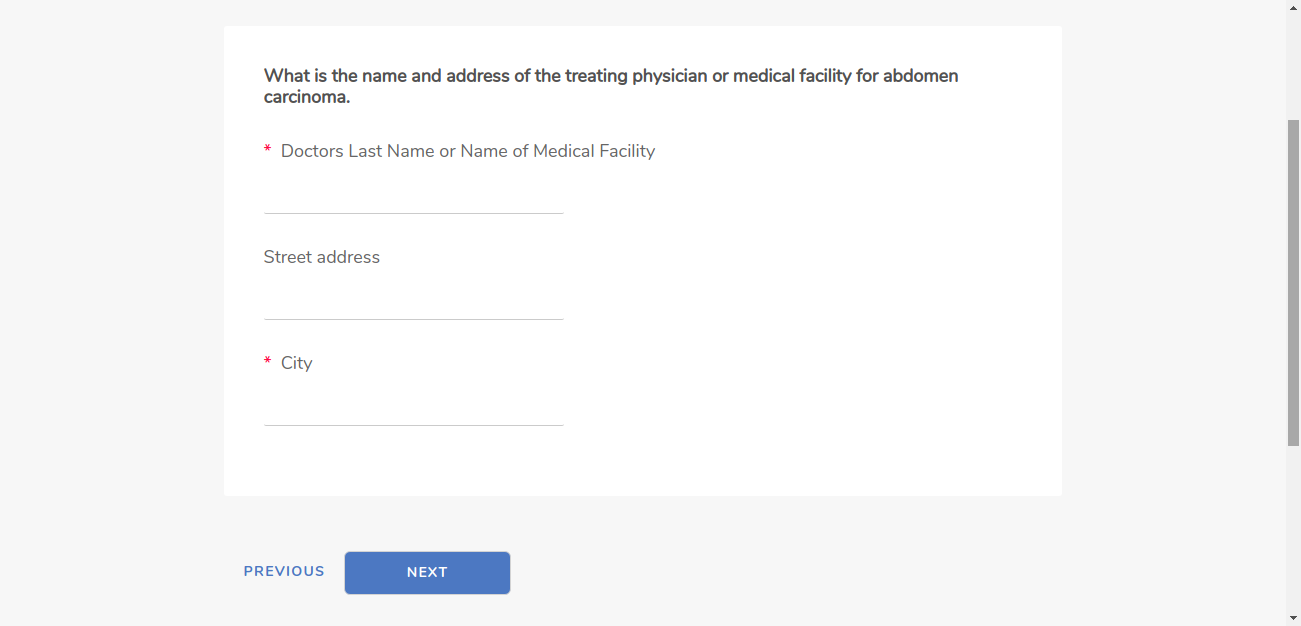 What is the name and address of the treating physician or medical facility for abdomen
carcinoma.
* Doctors Last Name or Name of Medical Facility
Street address
* City
PREVIOUS NEXT